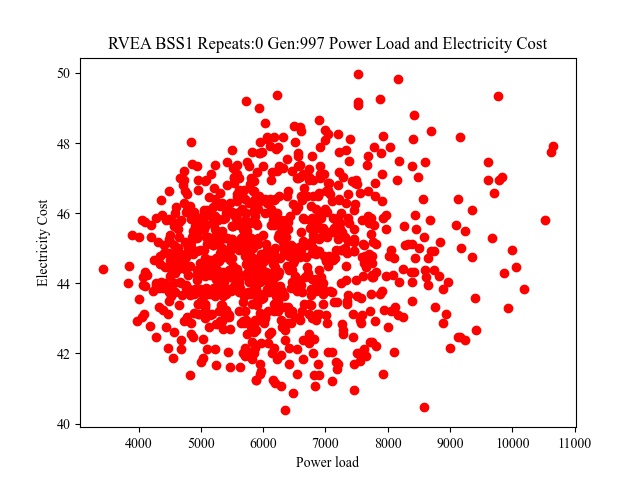 RVEA BSS1 Repeats:0 Gen:997 Power Load and Electricity Cost
50
48
46
44
42
40
Electricity Cost
4000 5000 6000 7000 8000 9000 10000 11000
Power load